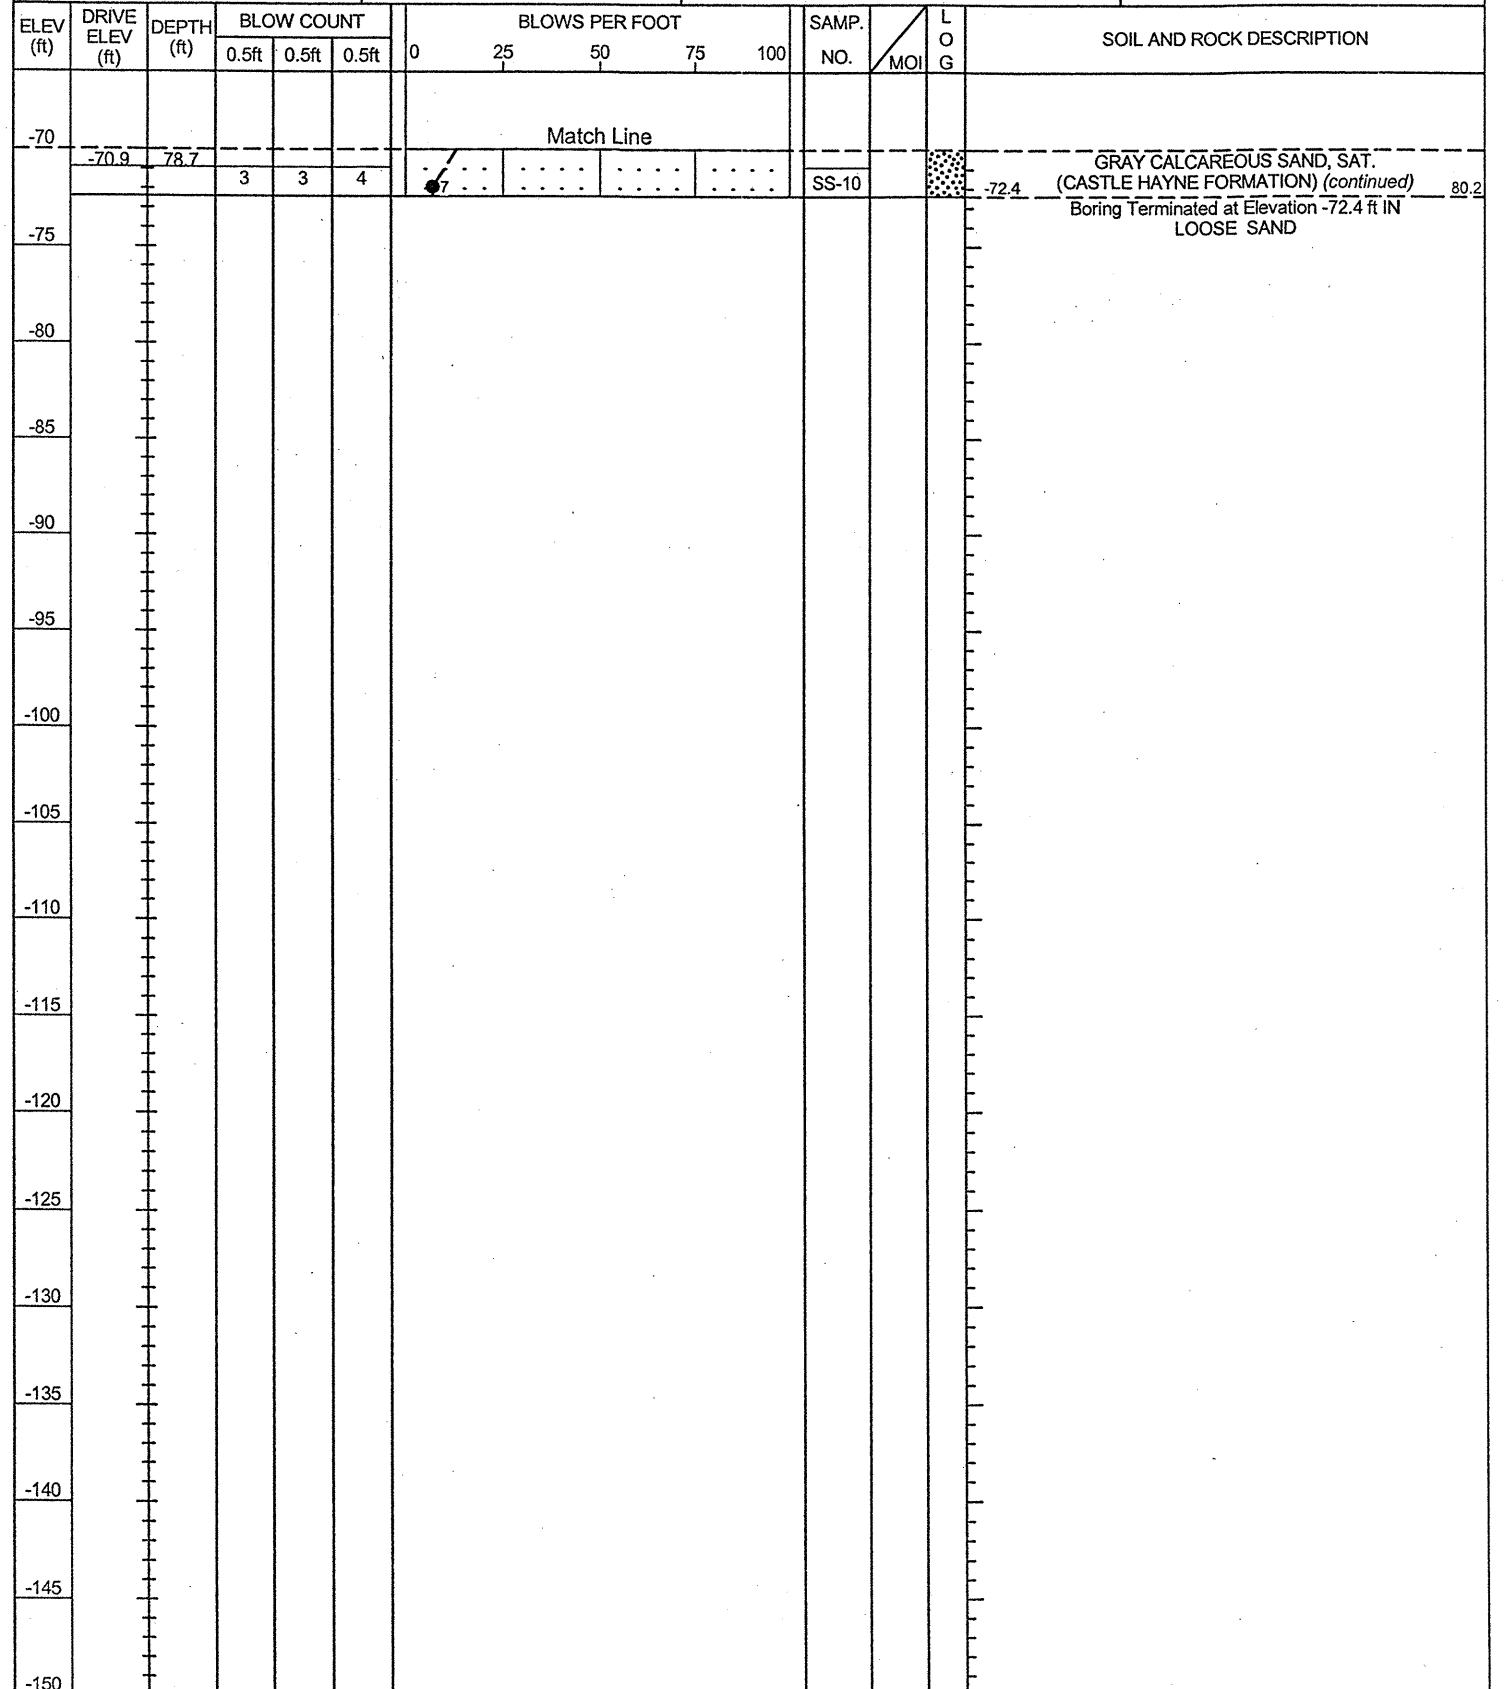 ELEV (ft) DRIVE ELEV (ft) DEPTH (ft) BLOW COUNT BLOWS PER FOOT SAMP. NO. MOI LOG SOIL AND ROCK DESCRIPTION
0.5ft 0.5ft 0.5ft 0 25 50 75 100
-70 Match Line
-70.9 78.7 GRAY CALCAREOUS SAND, SAT.
3 3 4 7 SS-10 -72.4 (CASTLE HAYNE FORMATION) (continued) 80.2
Boring Terminated at Elevation -72.4 ft IN
LOOSE SAND
-75
-80
-85
-90
-95
-100
-105
-110
-115
-120
-125
-130
-135
-140
-145
-150